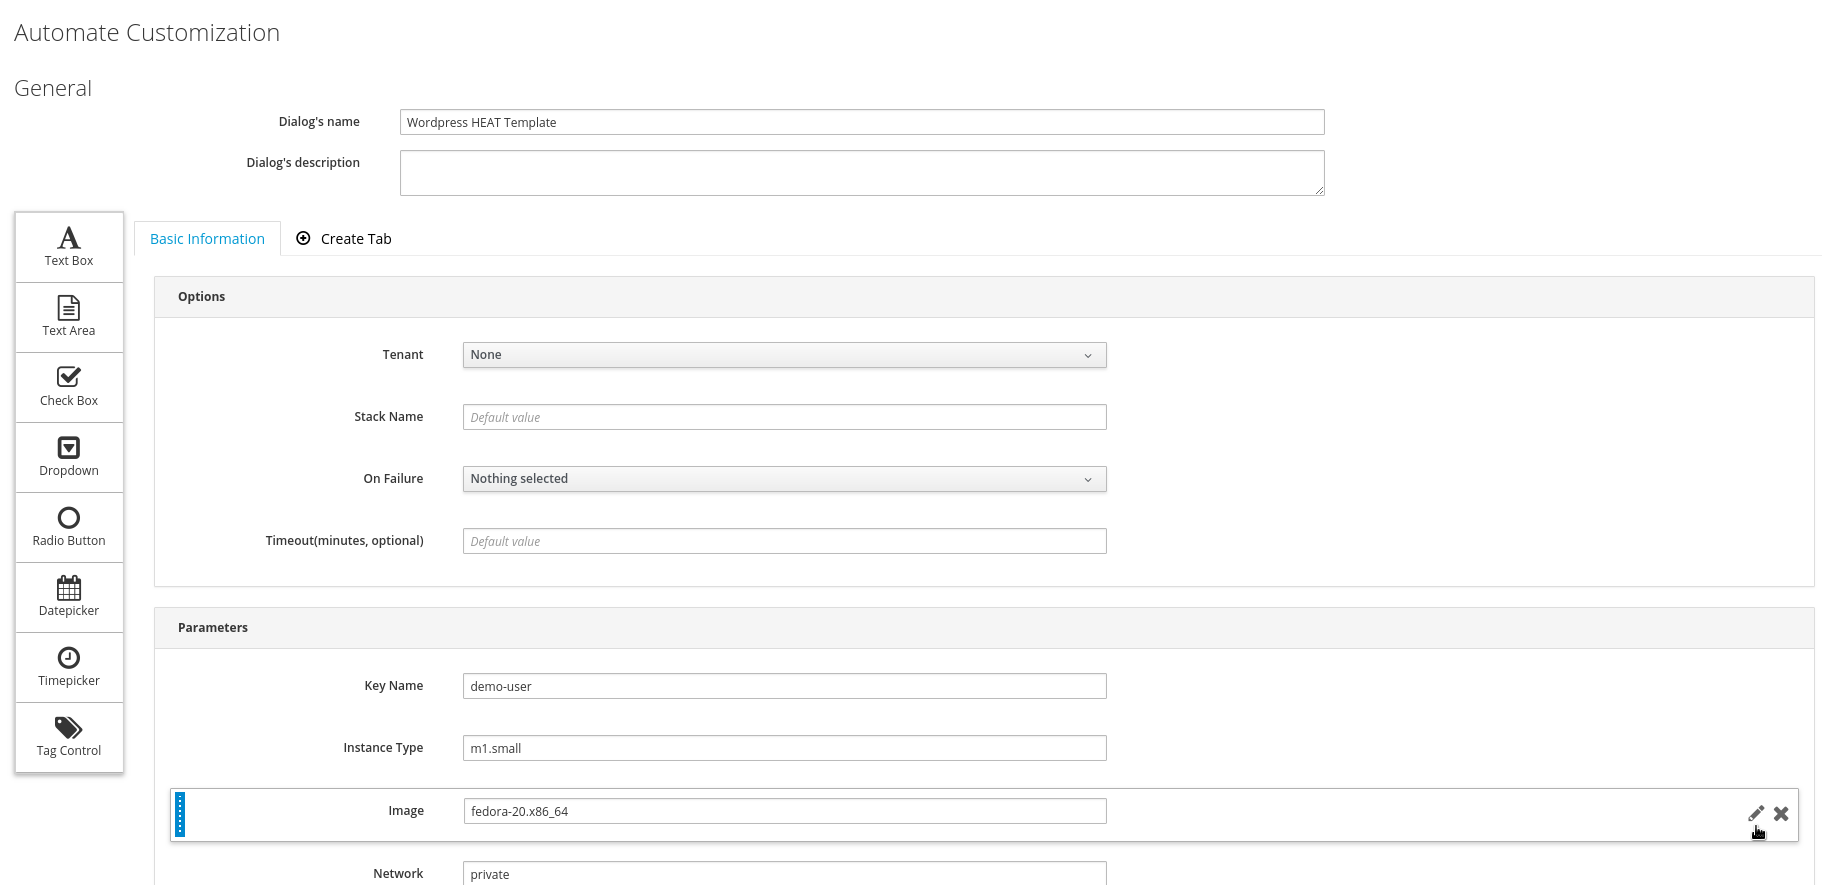 Automate Customization
General
Dialog's name
Wordpress HEAT Template
Dialog's description
Text Box
Text Area
Check Box
Dropdown
Radio Button
Datepicker
Timepicker
Tag Control
Basic Information
Create Tab
Options
Tenant
None
Stack Name
Default value
On Failure
Nothing selected
Timeout(minutes, optional)
Default value
Parameters
Key Name
demo-user
Instance Type
m1.small
Image
fedora-20.x86_64
Network
private